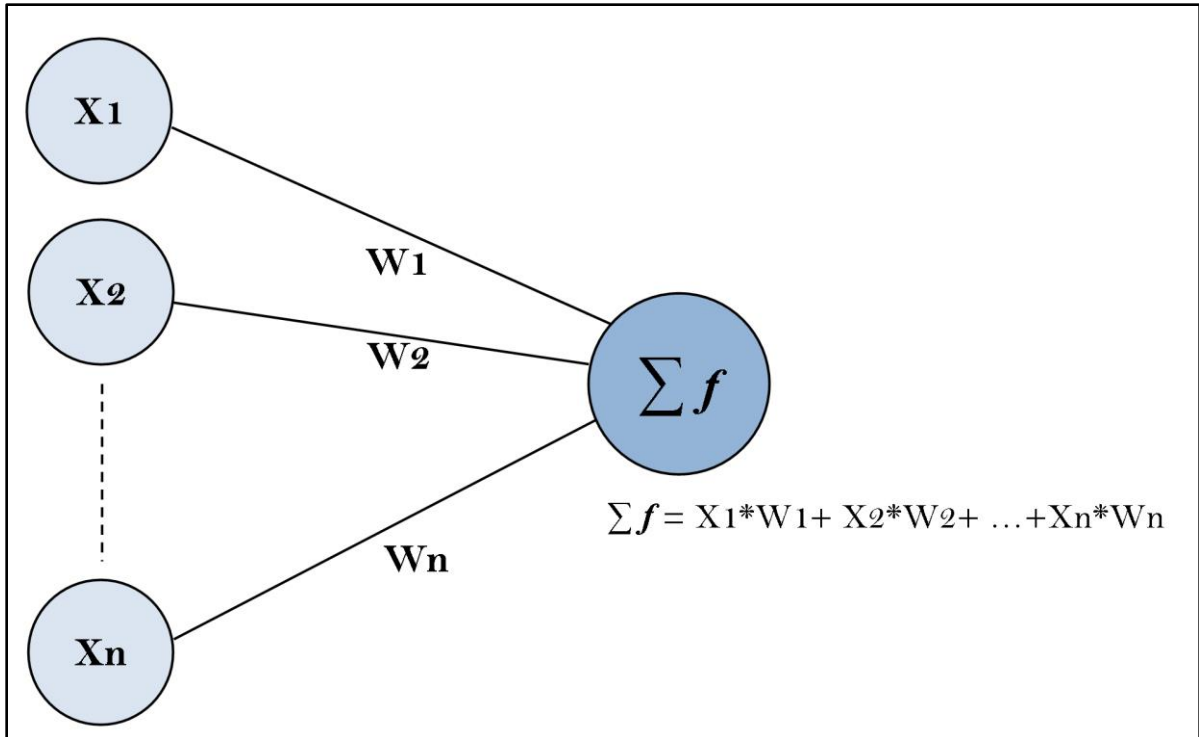 X1
W1
X2
W2
∑ f
∑ f = X1*W1+ X2*W2+ ...+Xn*Wn
Wn
Xn